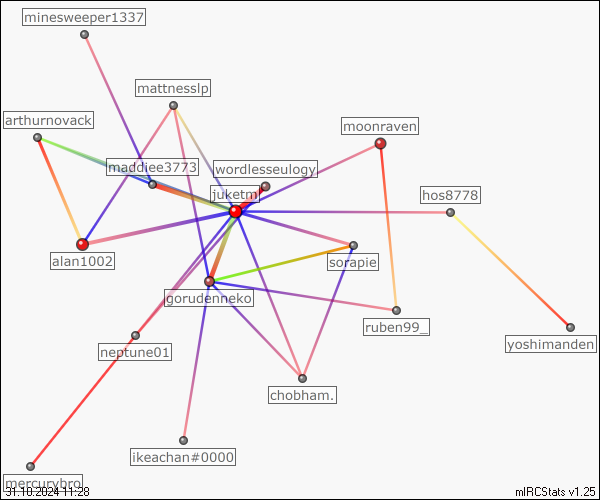 minesweeper1337
mattnesslp
arthurnovack
moonraven
maddiee3773
wordlesseulogy
juketml
hos8778
alan1002
sorapie
gorudenneko
ruben99_
neptune01
yoshimanden
chobham.
ikeachan#0000
mercurybro
31.10.2024 11:28
mIRCStats v1.25